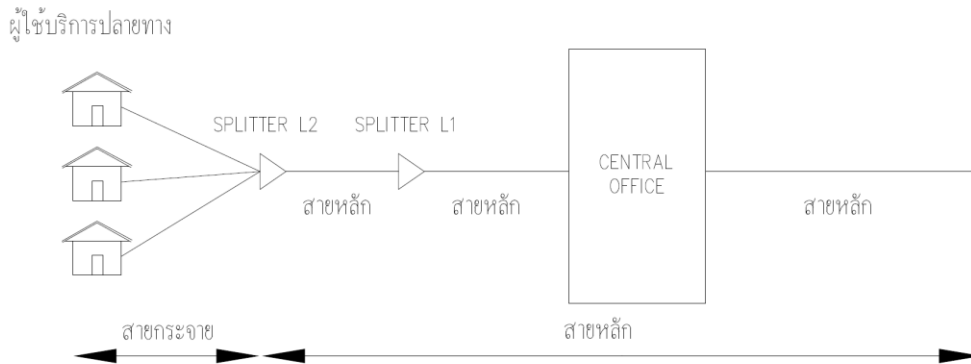 ผู้ใช้บริการปลายทาง
SPLITTER L2
SPLITTER L1
CENTRAL
OFFICE
สายหลัก
สายหลัก
สายหลัก
สายกระจาย
สายหลัก